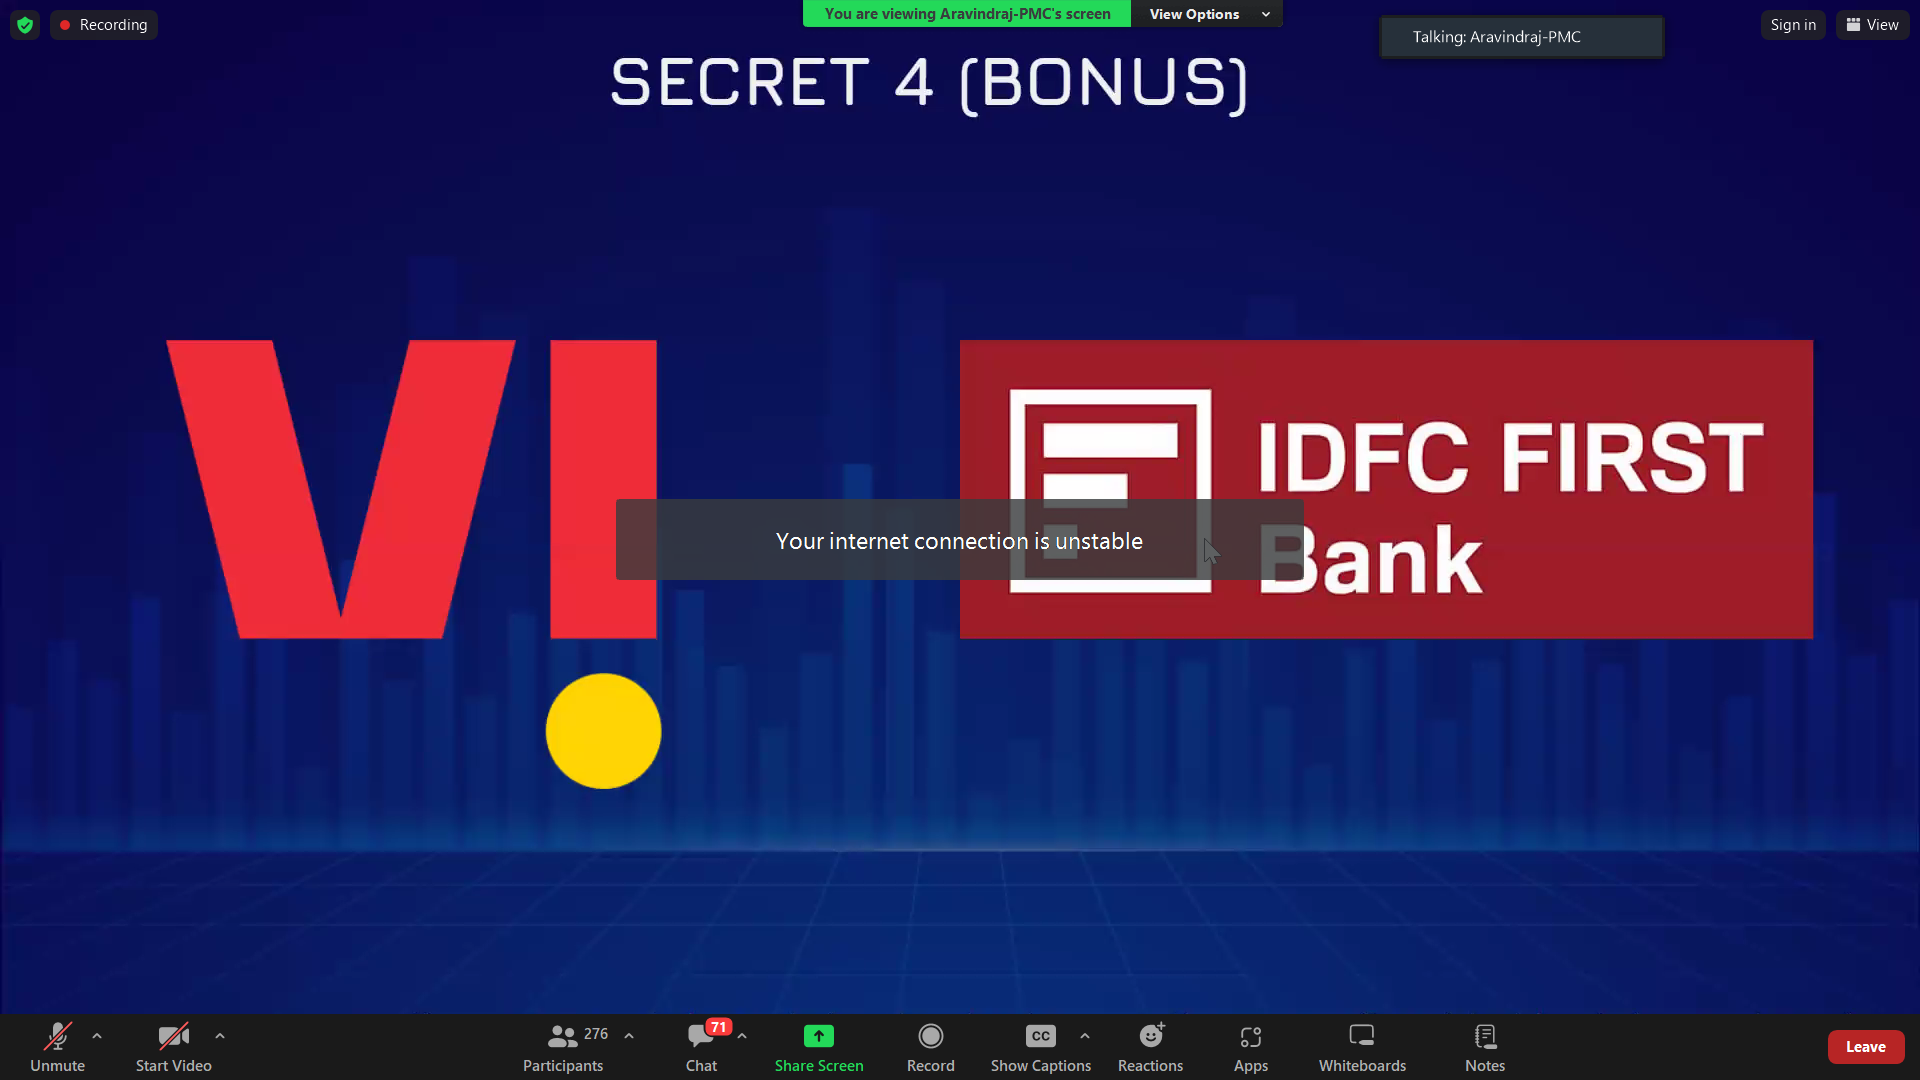 Recording
You are viewing Aravindraj-PMC's screen
View Options
Talking: Aravindraj-PMC
Sign in
View
SECRET 4 (BONUS)
VI
IDFC FIRST
Bank
Your internet connection is unstable
Unmute
Start Video
276
Participants
71
Chat
Share Screen
Record
CC
Show Captions
Reactions
Apps
Whiteboards
Notes
Leave